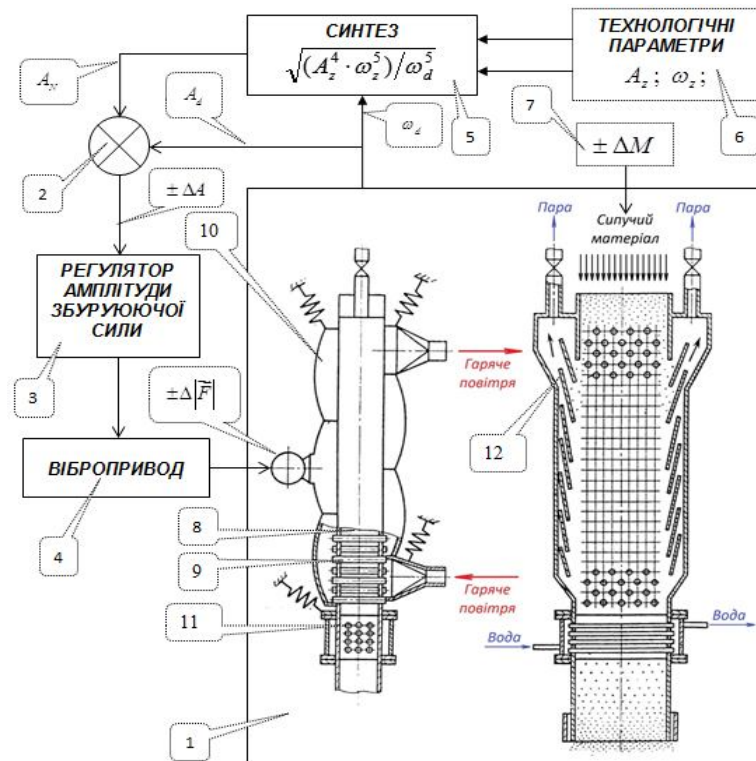 СИНТЕЗ
√((A_z^4 · ω_z^5)/ω_d^5)
ТЕХНОЛОГІЧНІ
ПАРАМЕТРИ
A_z ; ω_z ;
A_N
A_d
ω_d
5
6
7
± ΔM
2
± ΔA
10
Пара
Сипучий
матеріал
Пара
РЕГУЛЯТОР
АМПЛІТУДИ
ЗБУРУЮЮЧОЇ
СИЛИ
3
±Δ|F̃|
Гаряче
повітря
12
ВІБРОПРИВОД
4
8
9
Гаряче
повітря
11
Вода
Вода
1